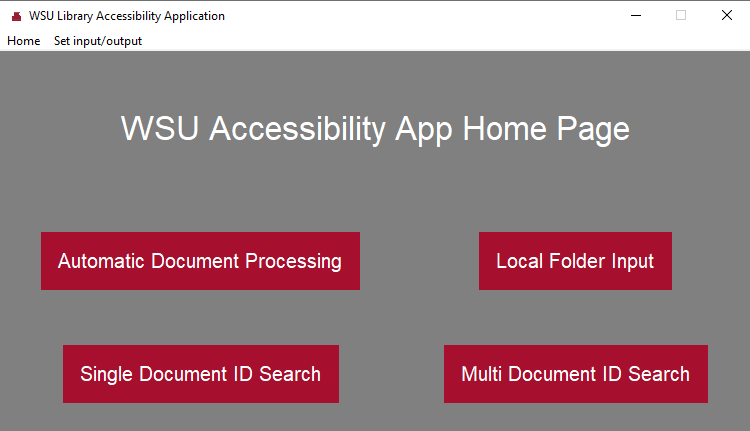 WSU Library Accessibility Application
Home Set input/output
WSU Accessibility App Home Page
Automatic Document Processing
Local Folder Input
Single Document ID Search
Multi Document ID Search